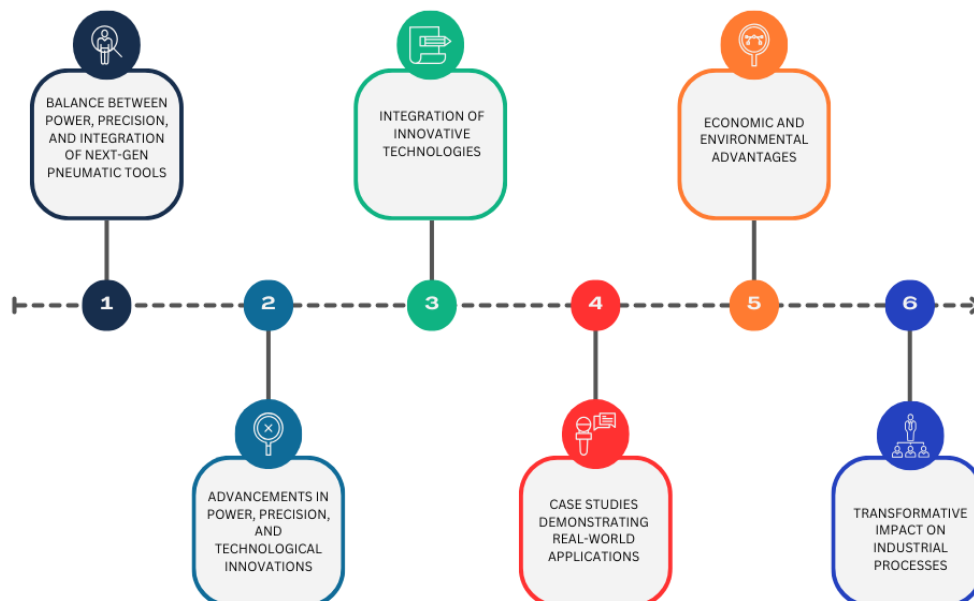 BALANCE BETWEEN
POWER, PRECISION,
AND INTEGRATION
OF NEXT-GEN
PNEUMATIC TOOLS
INTEGRATION OF
INNOVATIVE
TECHNOLOGIES
ECONOMIC AND
ENVIRONMENTAL
ADVANTAGES
1
2
3
4
5
6
ADVANCEMENTS IN
POWER, PRECISION,
AND
TECHNOLOGICAL
INNOVATIONS
CASE STUDIES
DEMONSTRATING
REAL-WORLD
APPLICATIONS
TRANSFORMATIVE
IMPACT ON
INDUSTRIAL
PROCESSES